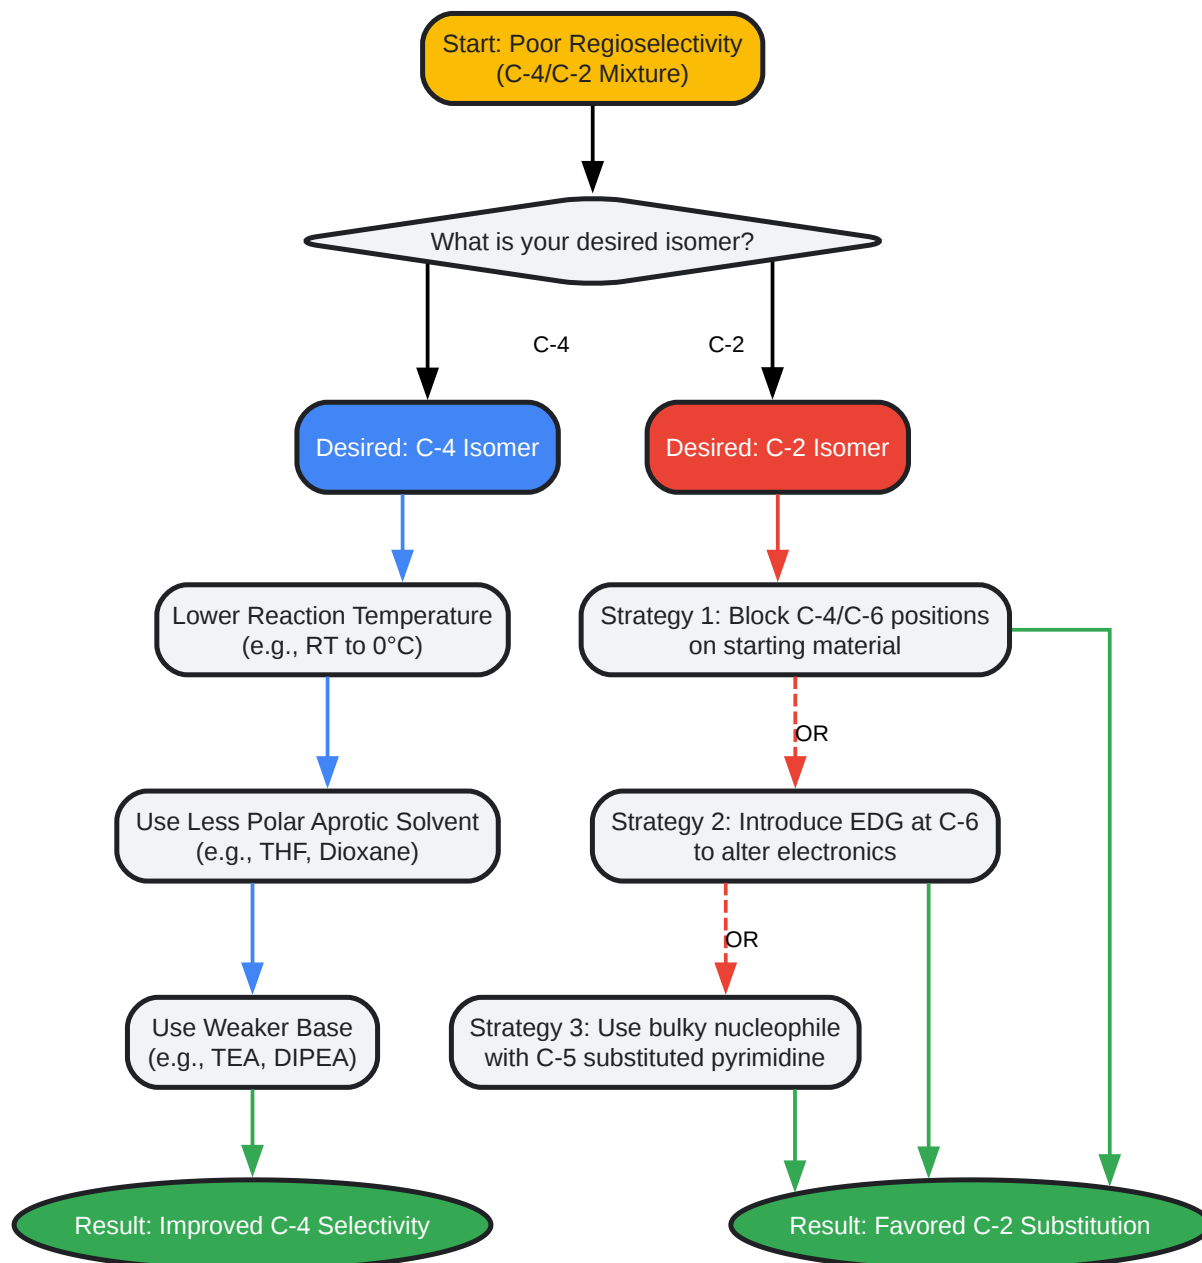 Start: Poor Regioselectivity
(C-4/C-2 Mixture)
What is your desired isomer?
C-4
C-2
Desired: C-4 Isomer
Desired: C-2 Isomer
Lower Reaction Temperature
(e.g., RT to 0°C)
Strategy 1: Block C-4/C-6 positions
on starting material
OR
Use Less Polar Aprotic Solvent
(e.g., THF, Dioxane)
Strategy 2: Introduce EDG at C-6
to alter electronics
OR
Use Weaker Base
(e.g., TEA, DIPEA)
Strategy 3: Use bulky nucleophile
with C-5 substituted pyrimidine
Result: Improved C-4 Selectivity
Result: Favored C-2 Substitution